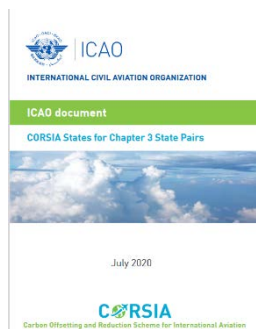 ICAO
INTERNATIONAL CIVIL AVIATION ORGANIZATION
ICAO document
CORSIA States for Chapter 3 State Pairs
July 2020
CORSIA
Carbon Offsetting and Reduction Scheme for International Aviation